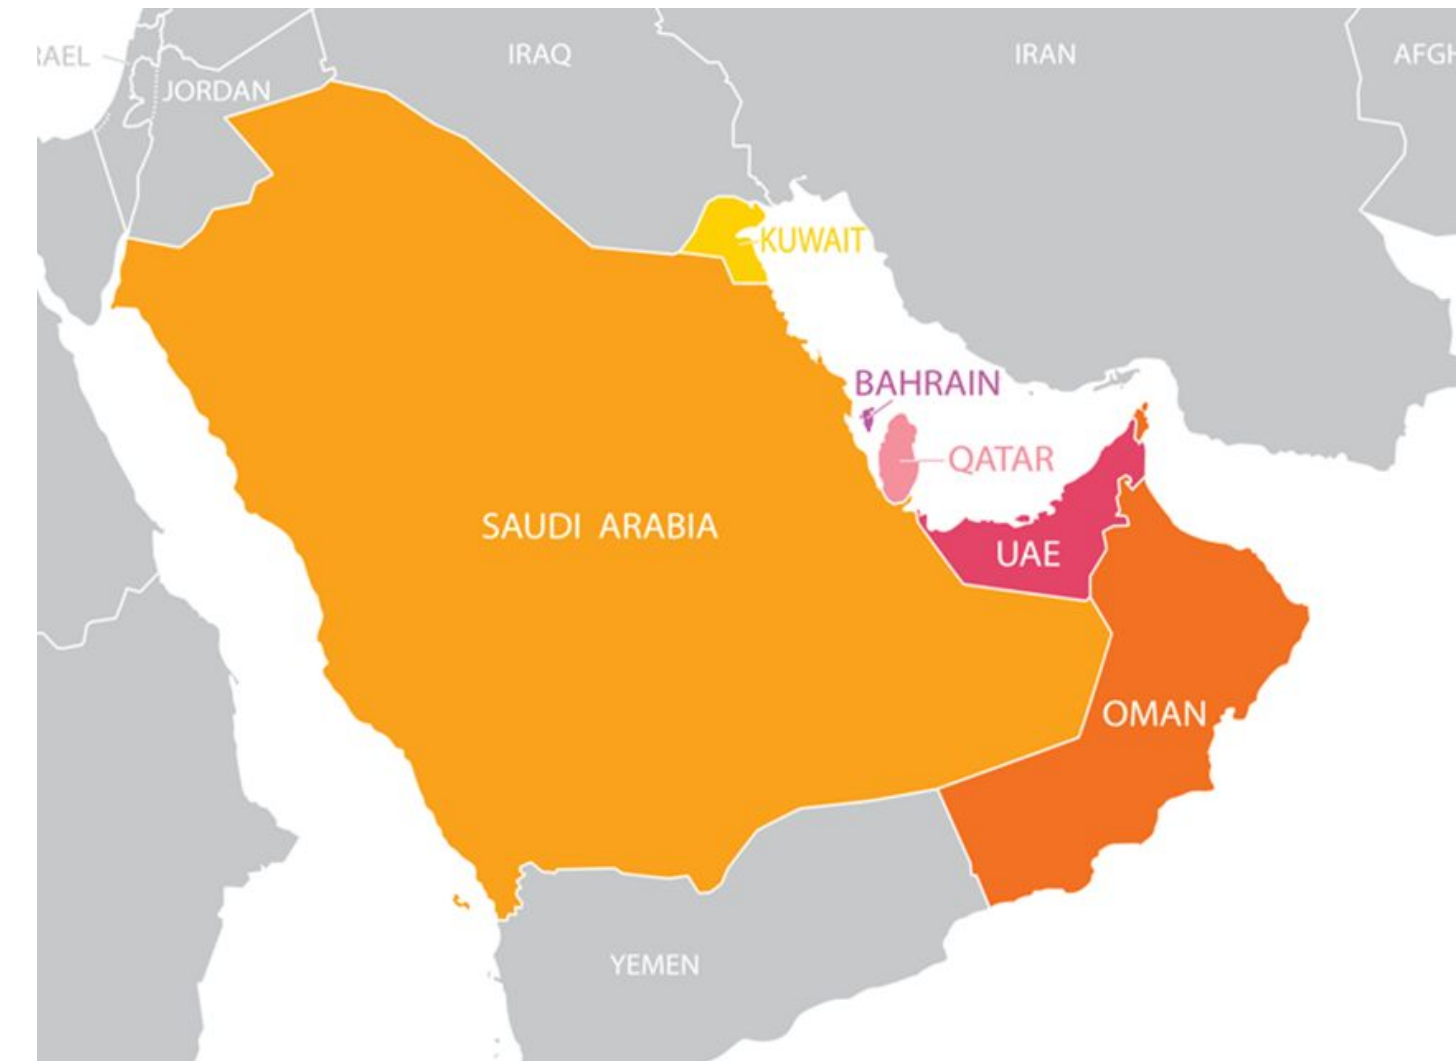 RAEL
IRAQ
IRAN
AFGH
JORDAN
KUWAIT
BAHRAIN
QATAR
SAUDI ARABIA
UAE
OMAN
YEMEN